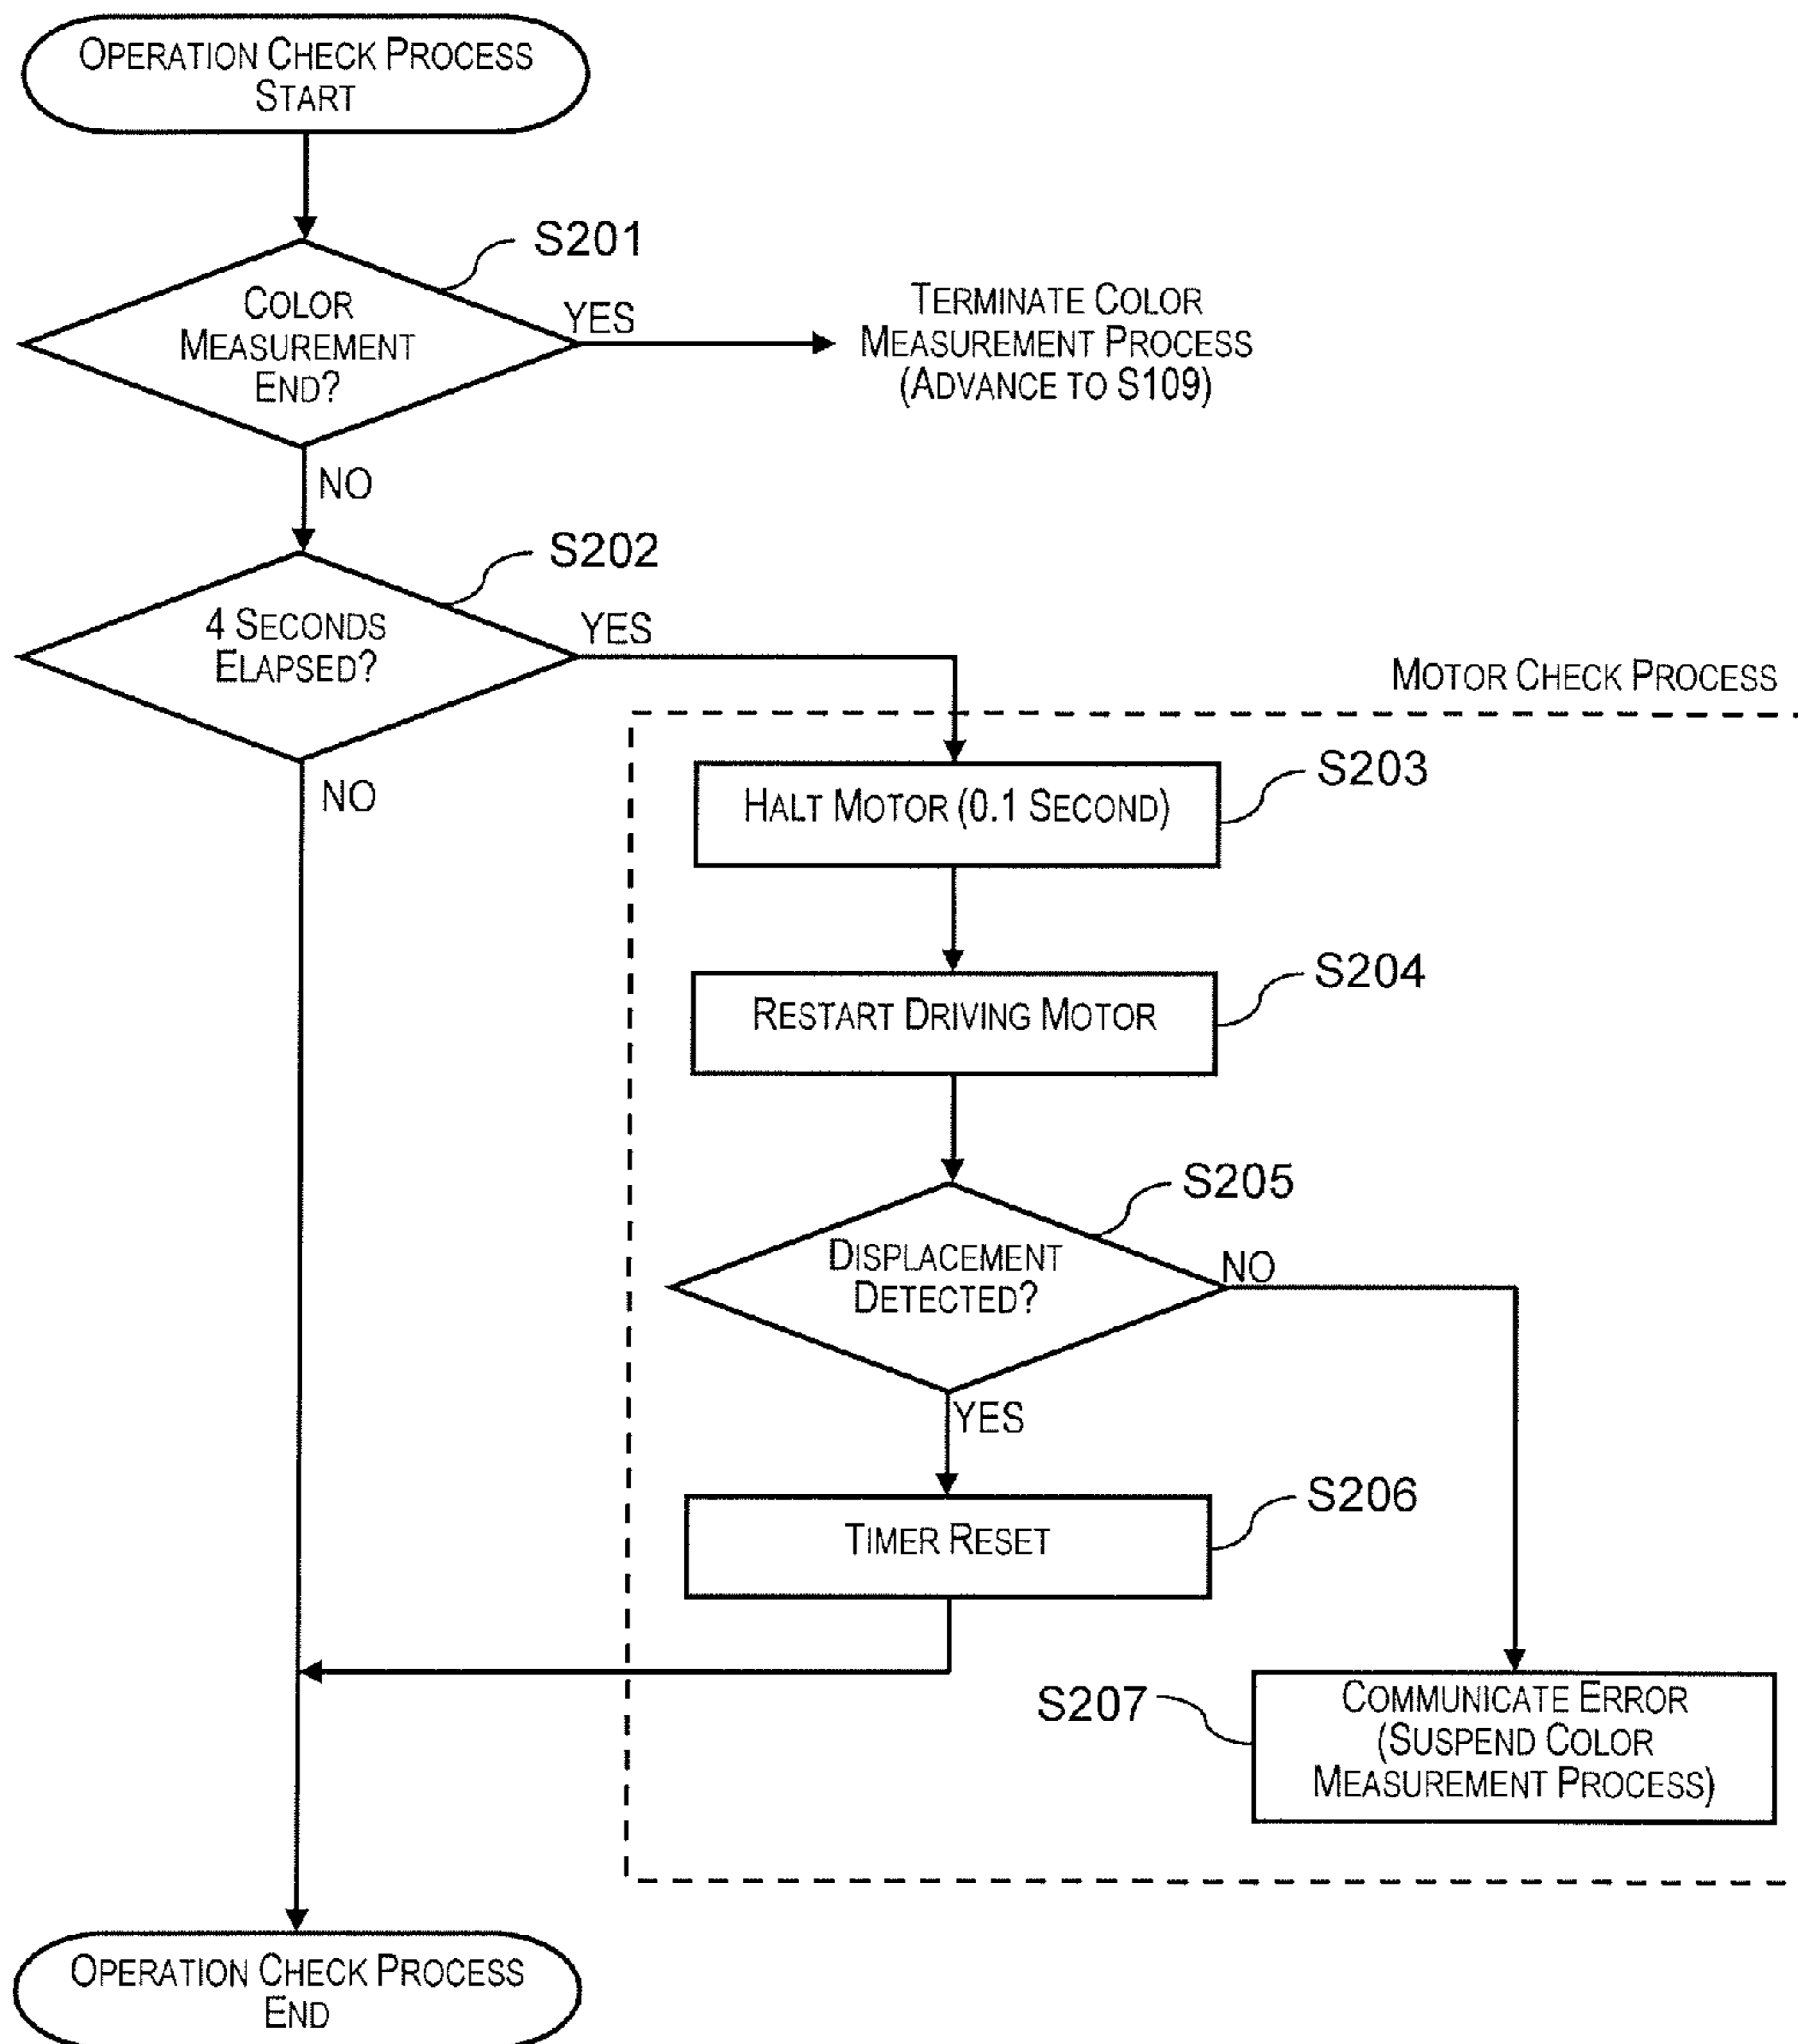 OPERATION CHECK PROCESS
START
S201
COLOR
MEASUREMENT
END?
YES
TERMINATE COLOR
MEASUREMENT PROCESS
(ADVANCE TO S109)
NO
S202
4 SECONDS
ELAPSED?
YES
NO
MOTOR CHECK PROCESS
S203
HALT MOTOR (0.1 SECOND)
S204
RESTART DRIVING MOTOR
S205
DISPLACEMENT
DETECTED?
NO
YES
S206
TIMER RESET
S207
COMMUNICATE ERROR
(SUSPEND COLOR
MEASUREMENT PROCESS)
OPERATION CHECK PROCESS
END